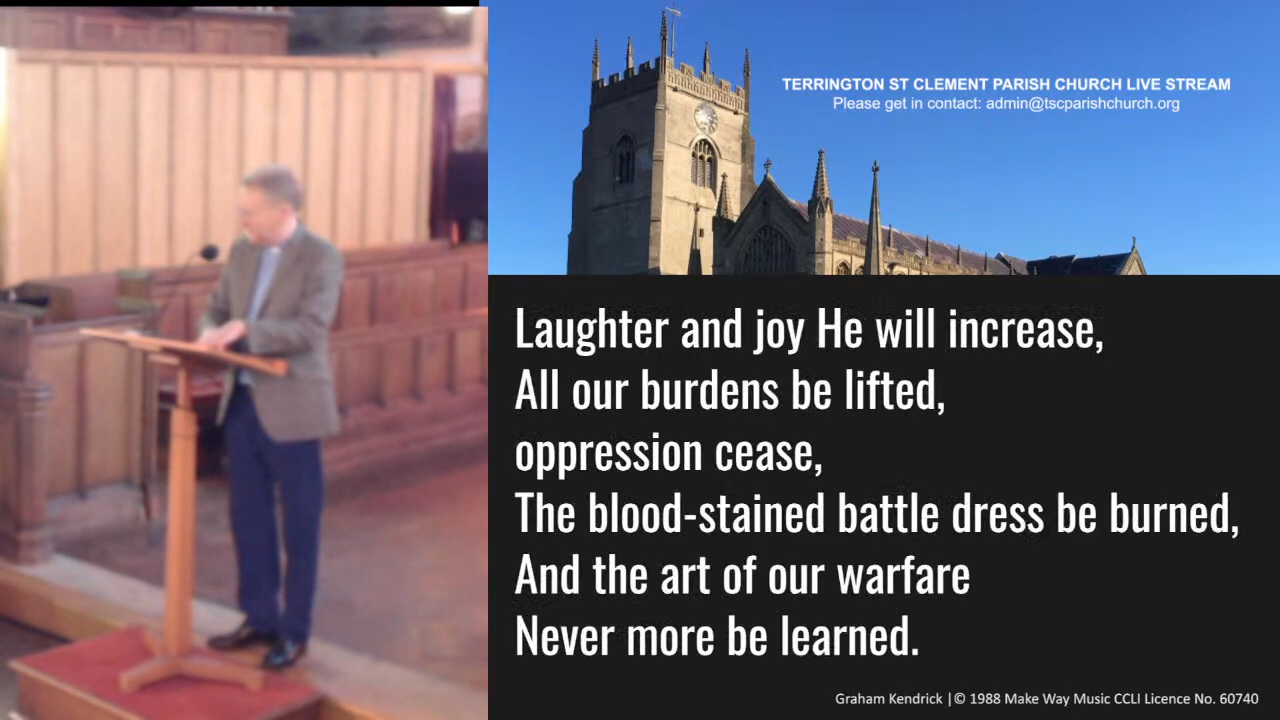 TERRINGTON ST CLEMENT PARISH CHURCH LIVE STREAM
Please get in contact: admin@tscparishchurch.org
Laughter and joy He will increase,
All our burdens be lifted,
oppression cease,
The blood-stained battle dress be burned,
And the art of our warfare
Never more be learned.
Graham Kendrick |© 1988 Make Way Music CCLI Licence No. 60740